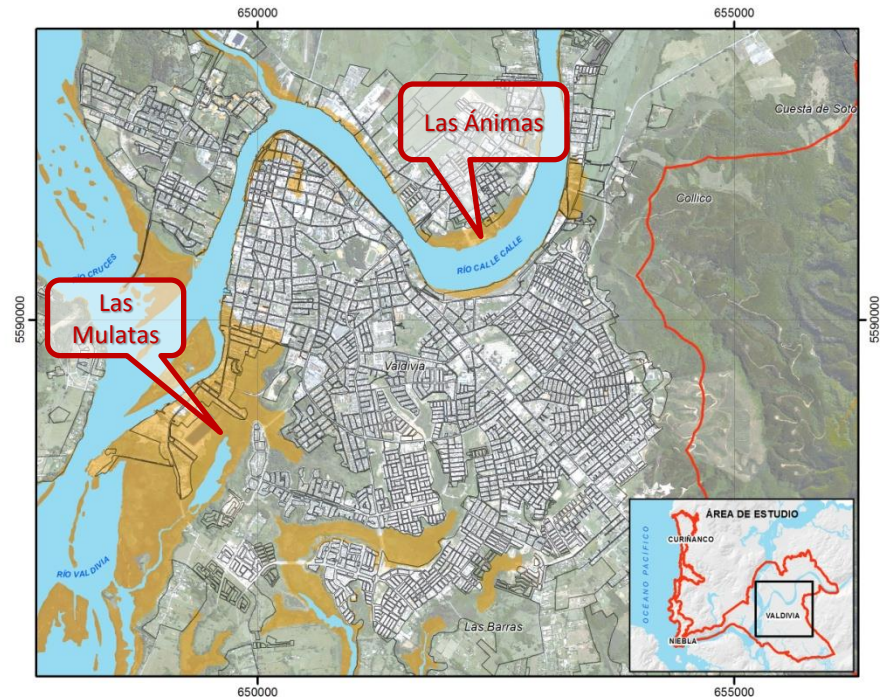 650000
655000
Cuesta de Soto
Las Ánimas
Collico
RÍO CALLE CALLE
RÍO CRUCES
5590000
5590000
Las
Mulatas
Valdivia
RÍO VALDIVIA
Las Barras
ÁREA DE ESTUDIO
CURIÑANCO
OCÉANO PACÍFICO
VALDIVIA
NIEBLA
650000
655000